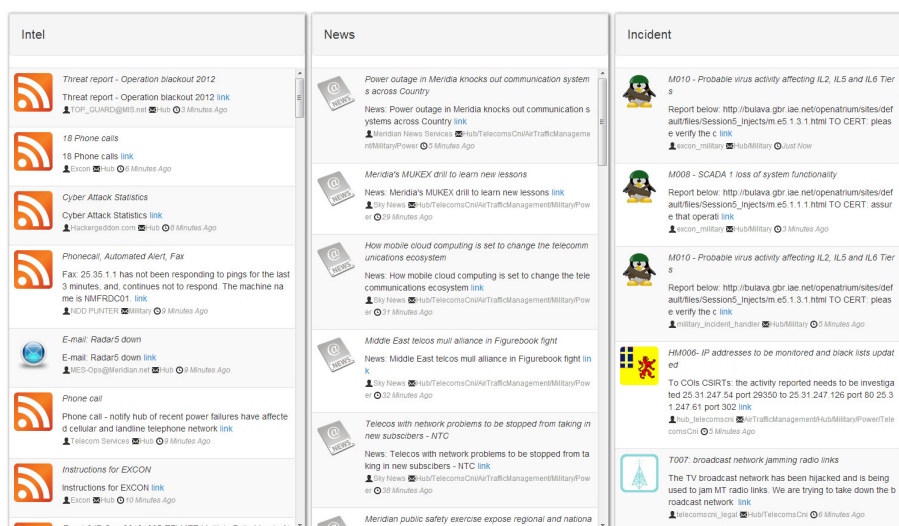 Intel
Threat report - Operation blackout 2012
Threat report - Operation blackout 2012 link
TOP_GUARD@MIS.net Hub 3 Minutes Ago
18 Phone calls
18 Phone calls link
Excon Hub 6 Minutes Ago
Cyber Attack Statistics
Cyber Attack Statistics link
Hackergeddon.com Hub 8 Minutes Ago
Phonecall, Automated Alert, Fax
Fax: 25.35.1.1 has not been responding to pings for the last
3 minutes, and, continues not to respond. The machine na
me is NMFRDC01. link
NDD PUNTER Military 9 Minutes Ago
E-mail: Radar5 down
E-mail: Radar5 down link
MES-Ops@Meridian.net Hub 9 Minutes Ago
Phone call
Phone call - notify hub of recent power failures have affecte
d cellular and landline telephone network link
Telecom Services Hub 9 Minutes Ago
Instructions for EXCON
Instructions for EXCON link
Excon Hub 10 Minutes Ago
News
Power outage in Meridia knocks out communication system
s across Country
News: Power outage in Meridia knocks out communication s
ystems across Country link
Meridian News Services Hub/TelecomsCni/AirTrafficManageme
nt/Military/Power 5 Minutes Ago
NEWS
Meridia's MUKEX drill to learn new lessons
News: Meridia's MUKEX drill to learn new lessons link
Sky News Hub/TelecomsCni/AirTrafficManagement/Military/Pow
er 29 Minutes Ago
NEWS
How mobile cloud computing is set to change the telecomm
unications ecosystem
News: How mobile cloud computing is set to change the tele
communications ecosystem link
Sky News Hub/TelecomsCni/AirTrafficManagement/Military/Pow
er 31 Minutes Ago
NEWS
Middle East telcos mull alliance in Figurebook fight
News: Middle East telcos mull alliance in Figurebook fight lin
k
Sky News Hub/TelecomsCni/AirTrafficManagement/Military/Pow
er 32 Minutes Ago
NEWS
Telecos with network problems to be stopped from taking in
new subscibers - NTC
News: Telecos with network problems to be stopped from ta
king in new subscibers - NTC link
Sky News Hub/TelecomsCni/AirTrafficManagement/Military/Pow
er 38 Minutes Ago
NEWS
Meridian public safety exercise expose regional and nationa
Incident
M010 - Probable virus activity affecting IL2, IL5 and IL6 Tier
s
Report below: http://bulava.gbr.iae.net/openatrium/sites/def
ault/files/Session5_Injects/m.e5.1.3.1.html TO CERT: pleas
e verify the c link
excon_military Hub/Military Just Now
M008 - SCADA 1 loss of system functionality
Report below: http://bulava.gbr.iae.net/openatrium/sites/def
ault/files/Session5_Injects/m.e5.1.1.1.html TO CERT: assur
e that operati link
excon_military Hub/Military 3 Minutes Ago
M010 - Probable virus activity affecting IL2, IL5 and IL6 Tier
s
Report below: http://bulava.gbr.iae.net/openatrium/sites/def
ault/files/Session5_Injects/m.e5.1.3.1.html TO CERT: pleas
e verify the c link
military_incident_handler Hub/Military 5 Minutes Ago
HM006- IP addresses to be monitored and black lists updat
ed
To COIs CSIRTs: the activity reported needs to be investiga
ted 25.31.247.54 port 29350 to 25.31.247.126 port 80 25.3
1.247.61 port 302 link
hub_telecomscni AirTrafficManagement/Hub/Military/Power/Tele
comsCni 5 Minutes Ago
T007: broadcast network jamming radio links
The TV broadcast network has been hijacked and is being
used to jam MT radio links. We are trying to take down the b
roadcast network link
telecomscni_legal Hub/TelecomsCni 6 Minutes Ago